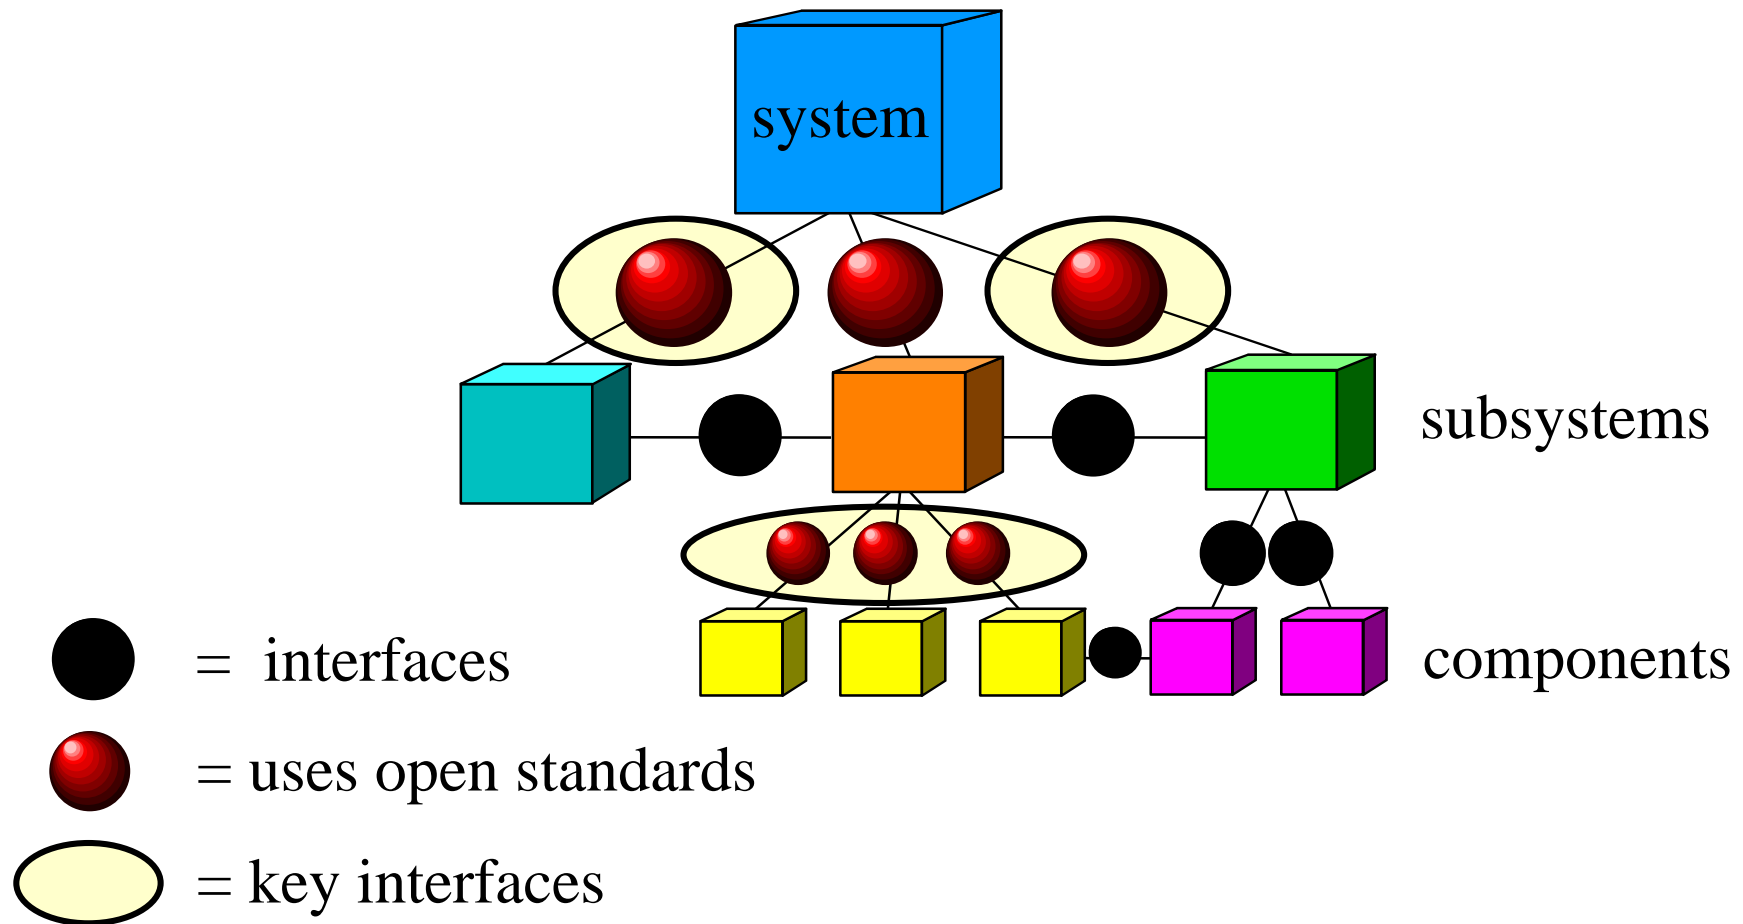 system
subsystems
components
= interfaces
= uses open standards
= key interfaces